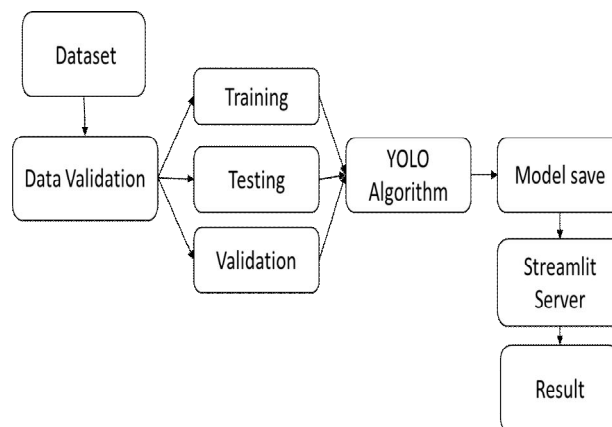 Dataset
Data Validation
Training
Testing
Validation
YOLO
Algorithm
Model save
Streamlit
Server
Result